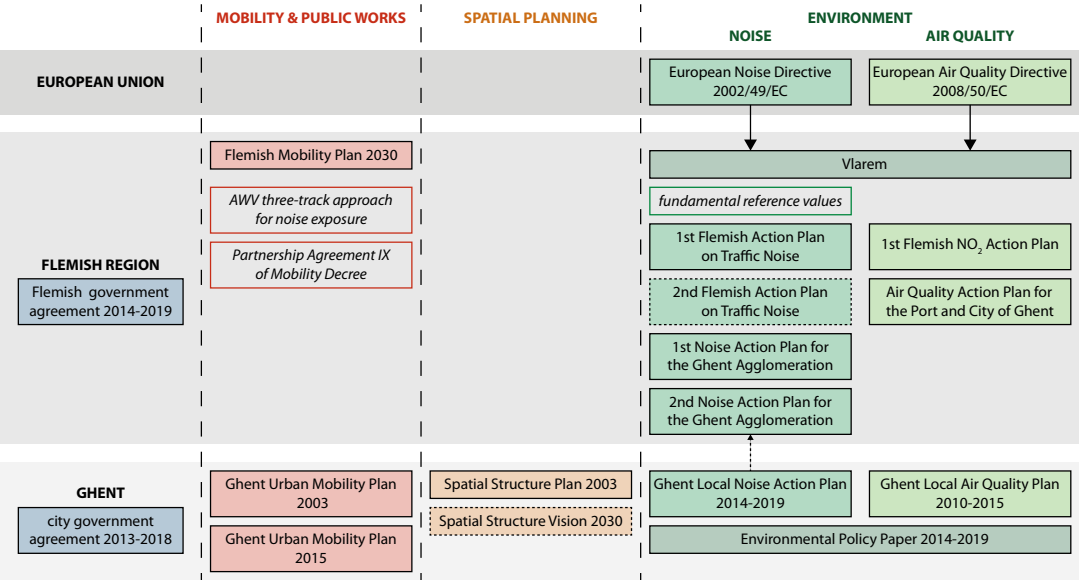 MOBILITY & PUBLIC WORKS
SPATIAL PLANNING
ENVIRONMENT
NOISE
AIR QUALITY
EUROPEAN UNION
European Noise Directive
2002/49/EC
European Air Quality Directive
2008/50/EC
FLEMISH REGION
Flemish government
agreement 2014-2019
Flemish Mobility Plan 2030
AWV three-track approach
for noise exposure
Partnership Agreement IX
of Mobility Decree
Vlarem
fundamental reference values
1st Flemish Action Plan
on Traffic Noise
2nd Flemish Action Plan
on Traffic Noise
1st Noise Action Plan for
the Ghent Agglomeration
2nd Noise Action Plan for
the Ghent Agglomeration
1st Flemish NO₂ Action Plan
Air Quality Action Plan for
the Port and City of Ghent
GHENT
city government
agreement 2013-2018
Ghent Urban Mobility Plan
2003
Ghent Urban Mobility Plan
2015
Spatial Structure Plan 2003
Spatial Structure Vision 2030
Ghent Local Noise Action Plan
2014-2019
Ghent Local Air Quality Plan
2010-2015
Environmental Policy Paper 2014-2019